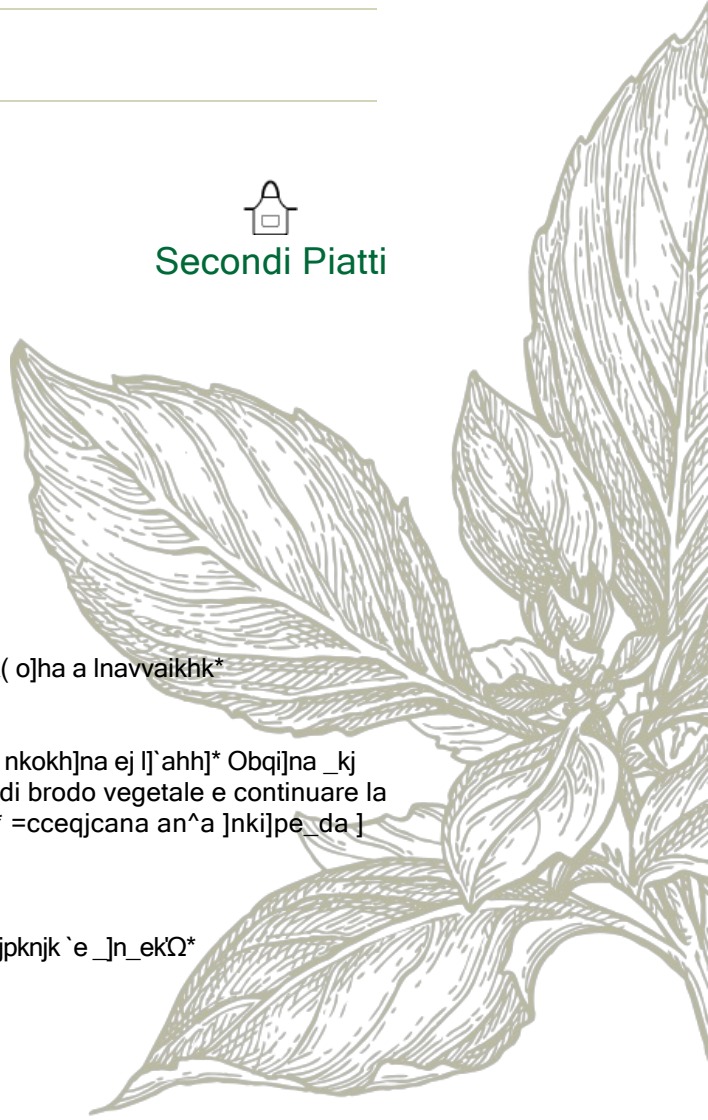 Secondi Piatti
( o]ha a lnavvaikhk*
nkokh]na ej l]`ahh]* Obqi]na _kj
di brodo vegetale e continuare la
* =cceqjcana an^a ]nki]pe_da ]
jpknjk `e _]n_ekΩ*